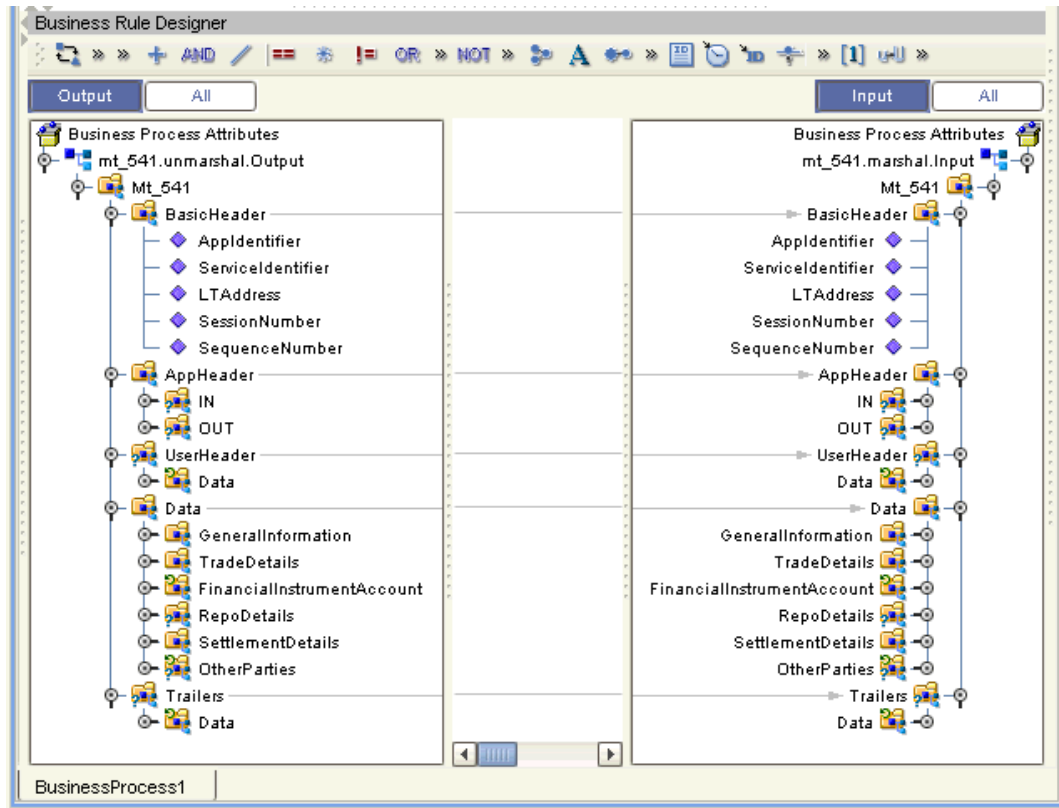 Business Rule Designer
» » AND == != OR » NOT » A » ID ID » [1] »
Output All Input All
Business Process Attributes Business Process Attributes
mt_541.unmarshal.Output mt_541.marshal.Input
Mt_541 Mt_541
BasicHeader BasicHeader
AppIdentifier AppIdentifier
ServiceIdentifier ServiceIdentifier
LTAddress LTAddress
SessionNumber SessionNumber
SequenceNumber SequenceNumber
AppHeader AppHeader
IN IN
OUT OUT
UserHeader UserHeader
Data Data
Data Data
GeneralInformation GeneralInformation
TradeDetails TradeDetails
FinancialInstrumentAccount FinancialInstrumentAccount
RepoDetails RepoDetails
SettlementDetails SettlementDetails
OtherParties OtherParties
Trailers Trailers
Data Data
BusinessProcess1